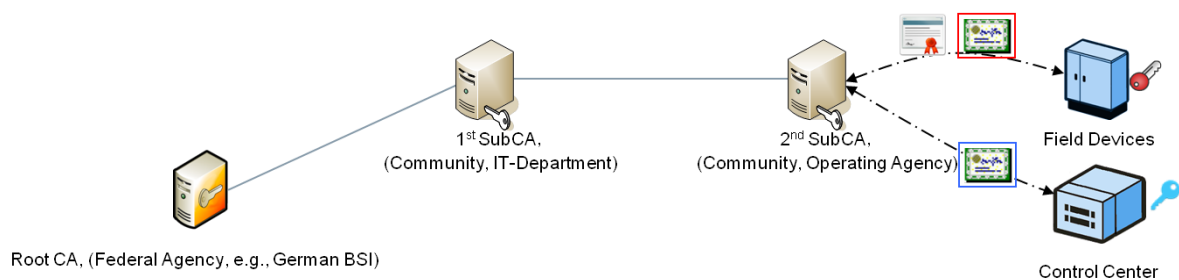 1st SubCA,
(Community, IT-Department)
2nd SubCA,
(Community, Operating Agency)
Field Devices
Root CA, (Federal Agency, e.g., German BSI)
Control Center